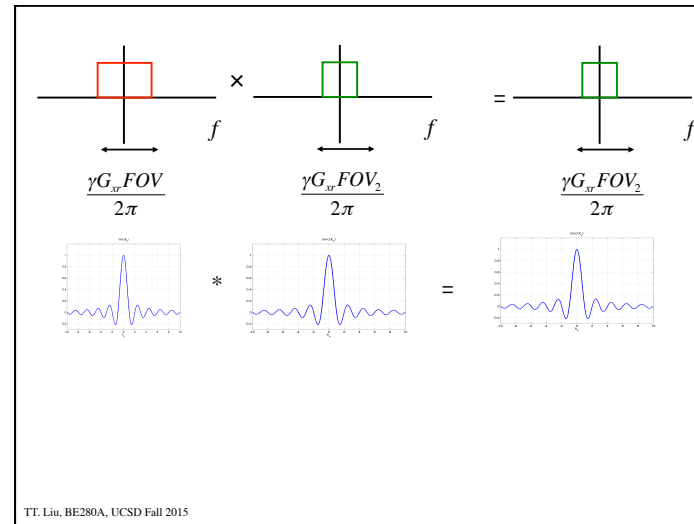 ×
=
f
f
f
γG_xr FOV / 2π
γG_xr FOV_2 / 2π
γG_xr FOV_2 / 2π
*
=
TT. Liu, BE280A, UCSD Fall 2015